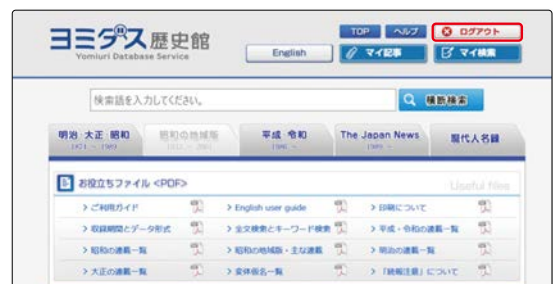 ヨミダス歴史館
Yomiuri Database Service
TOP
ヘルプ
ログアウト
English
マイ記事
マイ検索
検索語を入力してください。
横断検索
明治・大正・昭和
1874 ~ 1989
昭和の地域版
平成・令和
1986 ~
The Japan News
1989 ~
現代人名録
お役立ちファイル <PDF>
Useful files
> ご利用ガイド
> English user guide
> 印刷について
> 収録期間とデータ形式
> 全文検索とキーワード検索
> 平成・令和の連載一覧
> 昭和の連載一覧
> 昭和の地域版・主な連載
> 明治の連載一覧
> 大正の連載一覧
> 変体仮名一覧
> 「続報注意」について